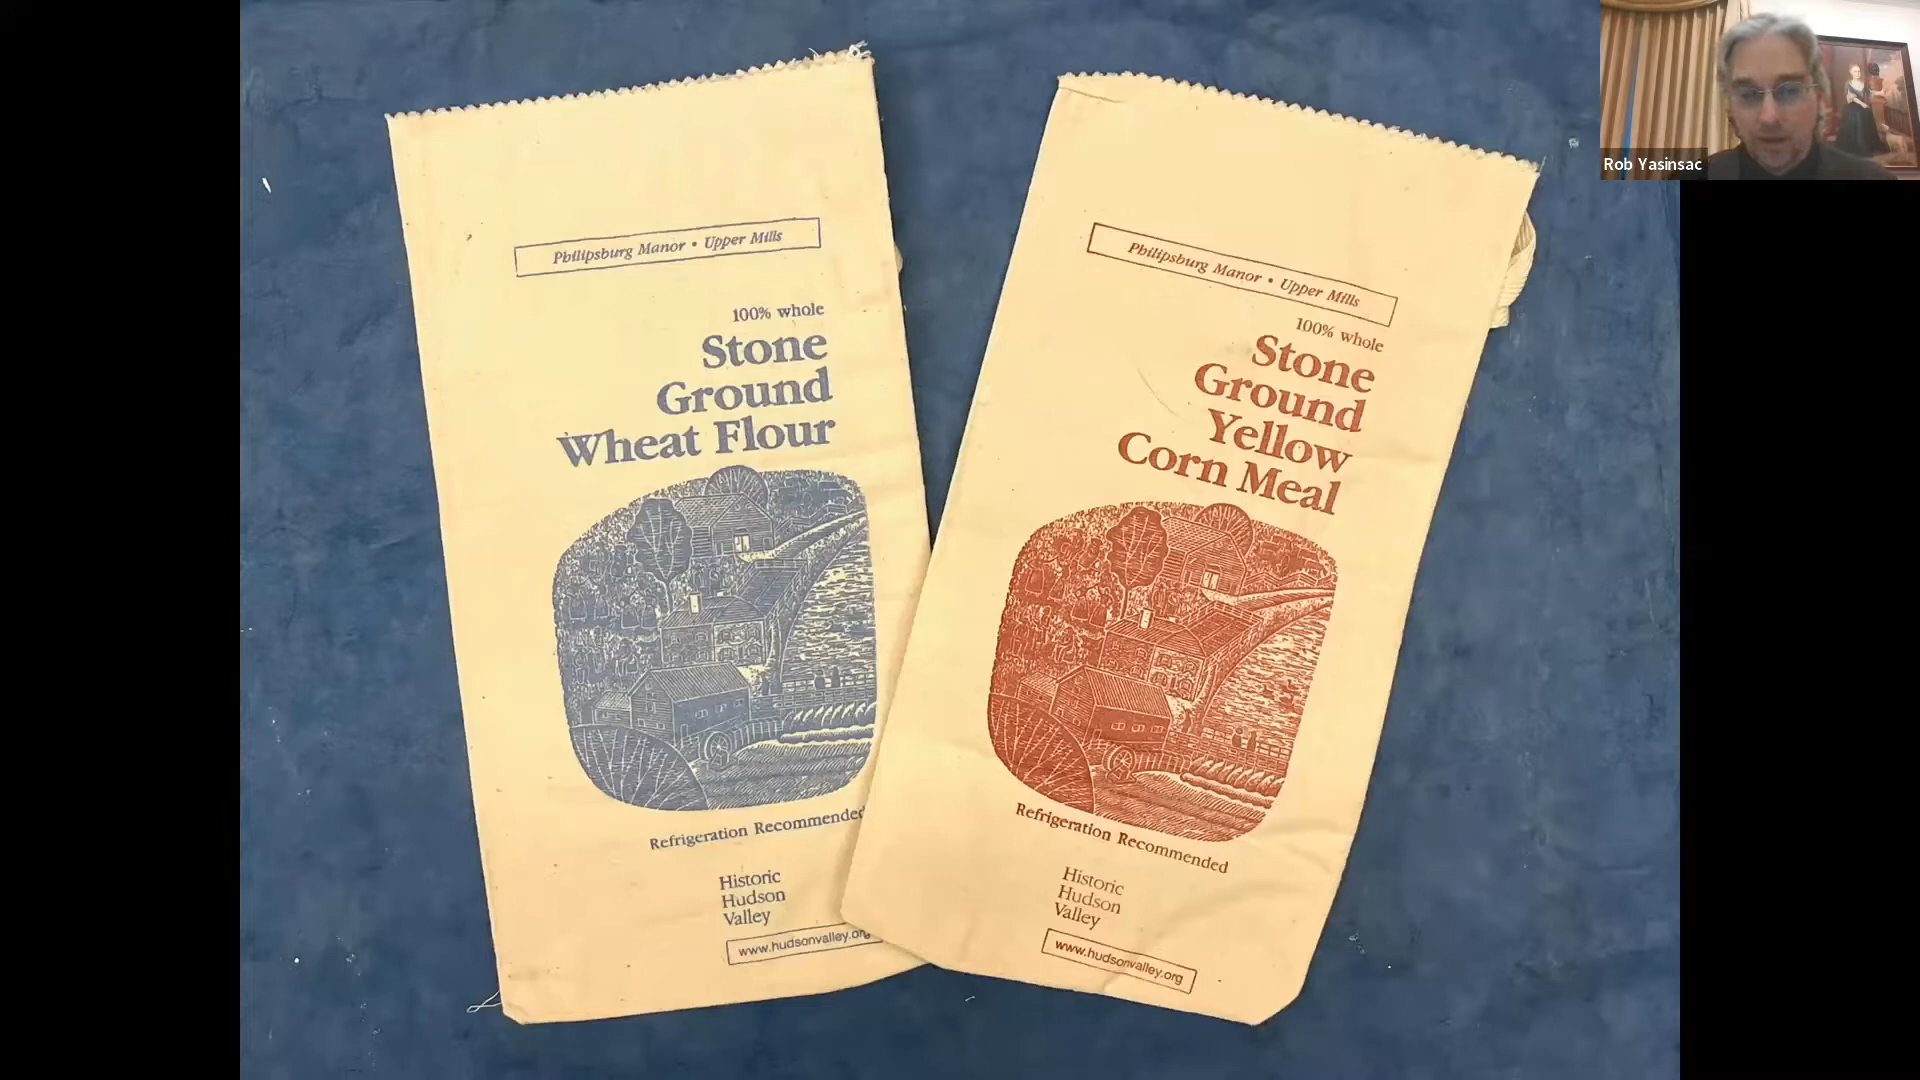 Philipsburg Manor • Upper Mills
100% whole
Stone
Ground
Wheat Flour
Refrigeration Recommended
Historic
Hudson
Valley
www.hudsonvalley.org
Philipsburg Manor • Upper Mills
100% whole
Stone
Ground
Yellow
Corn Meal
Refrigeration Recommended
Historic
Hudson
Valley
www.hudsonvalley.org
Rob Yasinsac